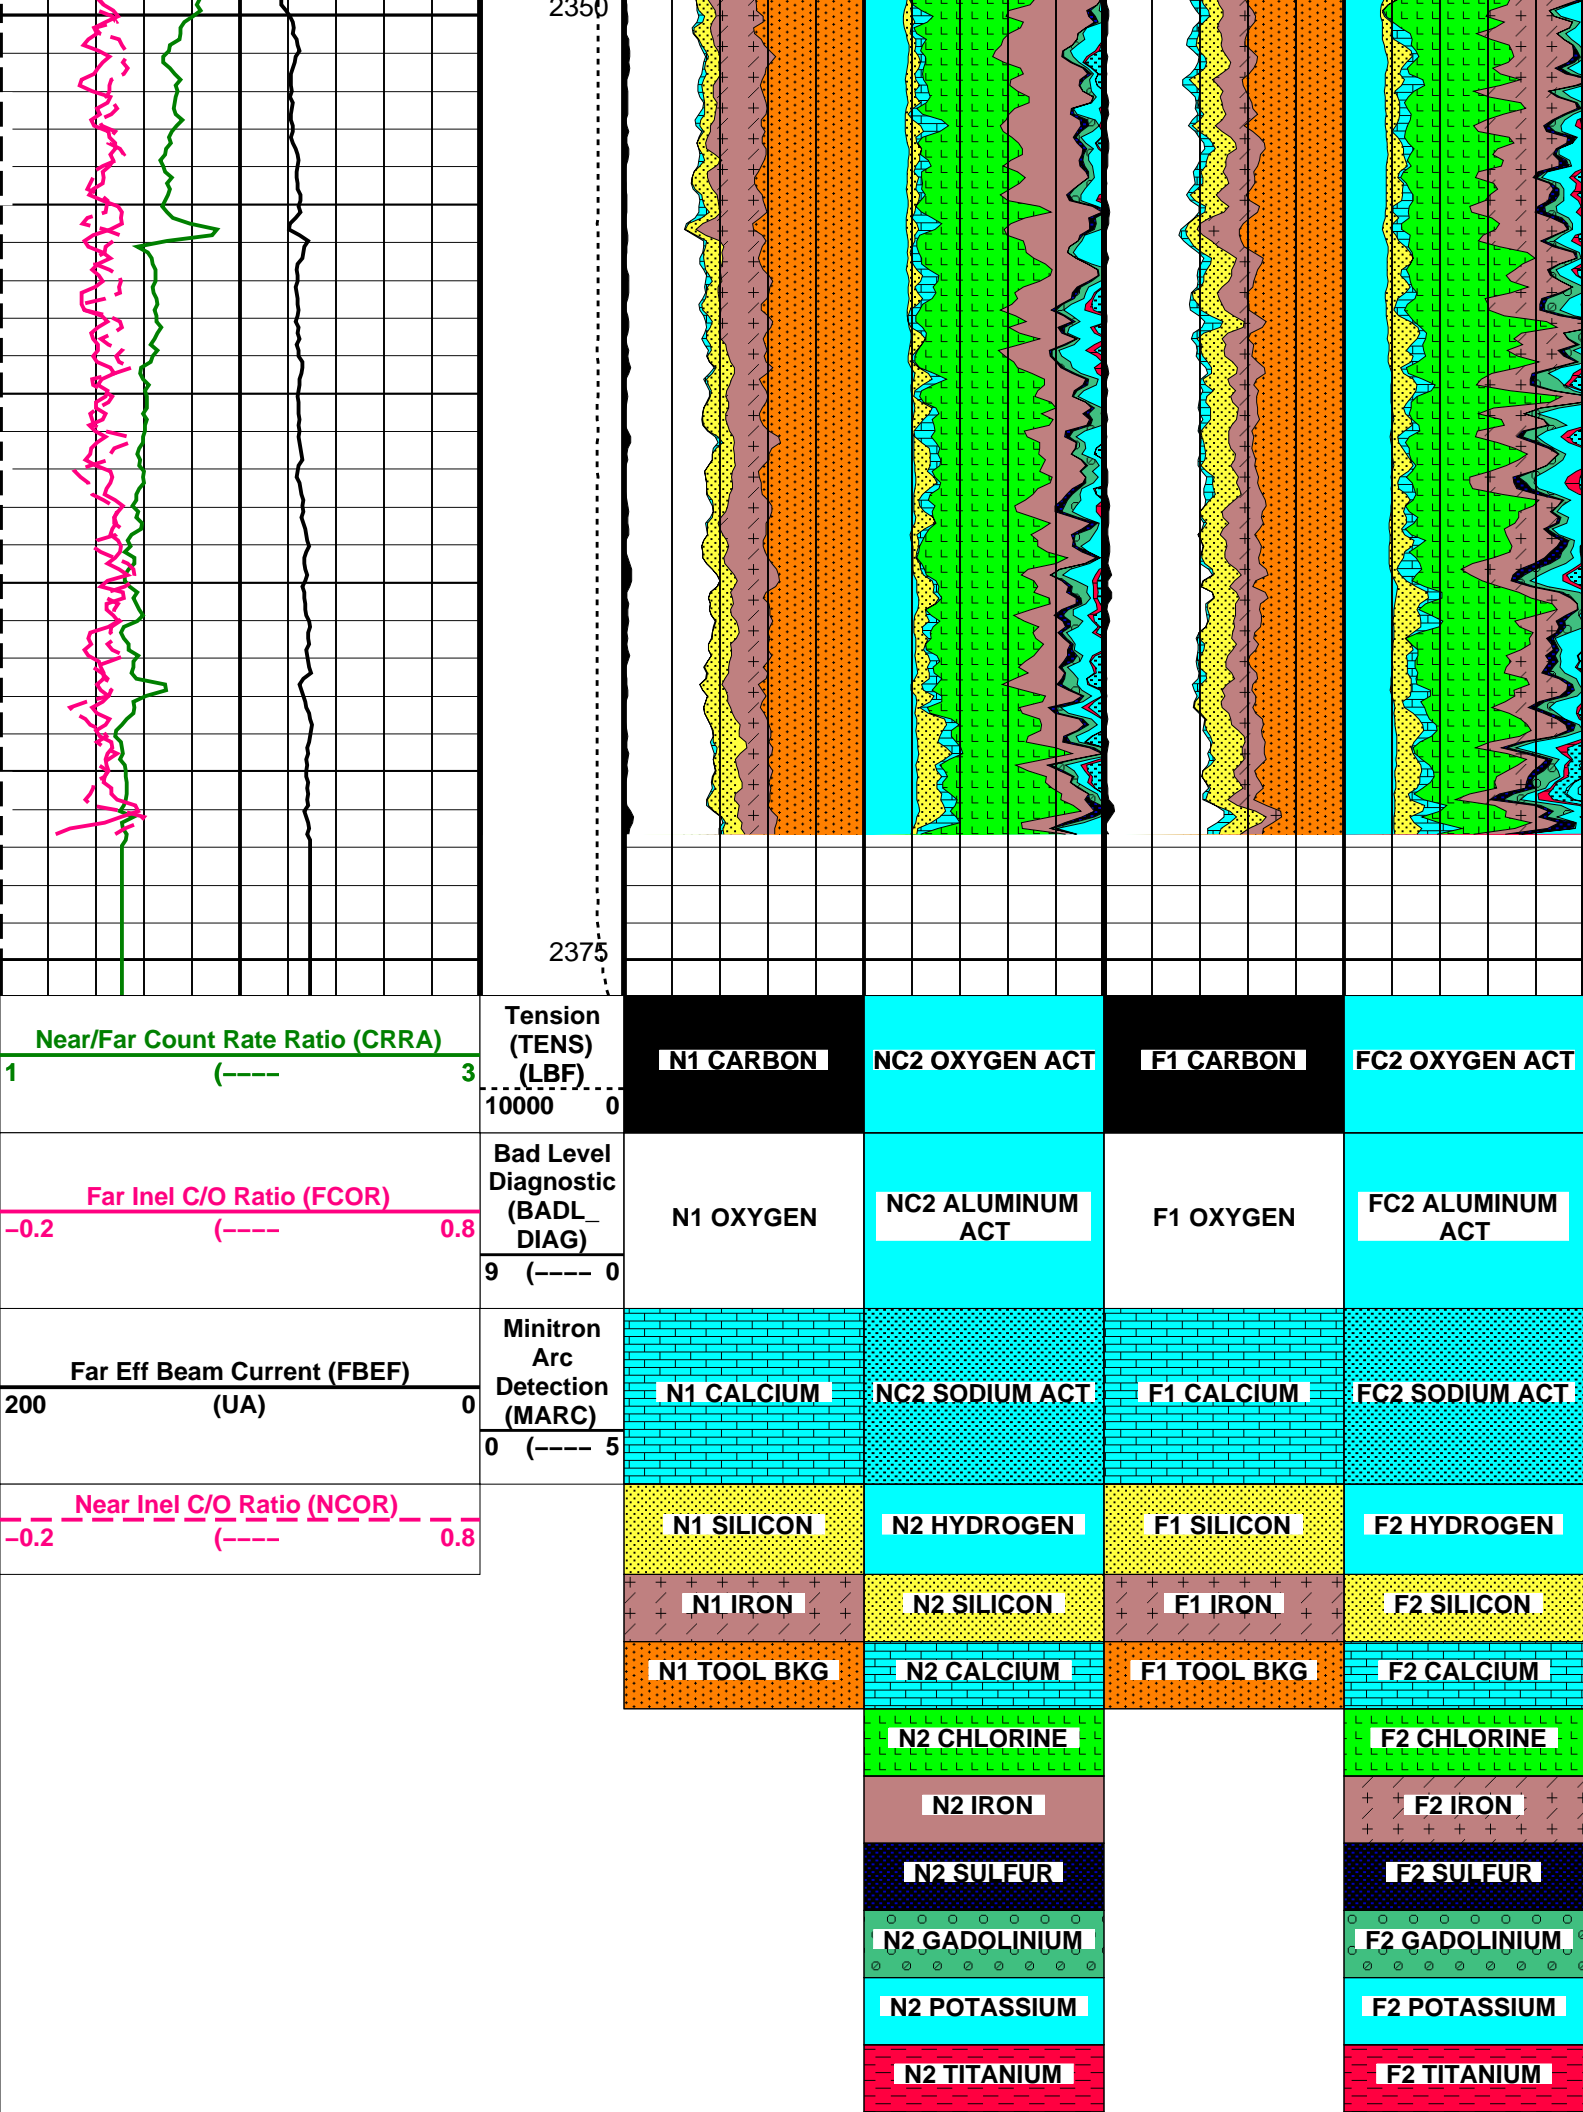 2350
2375
Near/Far Count Rate Ratio (CRRA)
1 (---- 3
Far Inel C/O Ratio (FCOR)
-0.2 (---- 0.8
Far Eff Beam Current (FBEF)
200 (UA) 0
Near Inel C/O Ratio (NCOR)
-0.2 (---- 0.8
Tension
(TENS)
(LBF)
10000 0
Bad Level
Diagnostic
(BADL_
DIAG)
9 (---- 0
Minitron
Arc
Detection
(MARC)
0 (---- 5
N1 CARBON
N1 OXYGEN
N1 CALCIUM
N1 SILICON
N1 IRON
N1 TOOL BKG
NC2 OXYGEN ACT
NC2 ALUMINUM
ACT
NC2 SODIUM ACT
N2 HYDROGEN
N2 SILICON
N2 CALCIUM
N2 CHLORINE
N2 IRON
N2 SULFUR
N2 GADOLINIUM
N2 POTASSIUM
N2 TITANIUM
F1 CARBON
F1 OXYGEN
F1 CALCIUM
F1 SILICON
F1 IRON
F1 TOOL BKG
FC2 OXYGEN ACT
FC2 ALUMINUM
ACT
FC2 SODIUM ACT
F2 HYDROGEN
F2 SILICON
F2 CALCIUM
F2 CHLORINE
F2 IRON
F2 SULFUR
F2 GADOLINIUM
F2 POTASSIUM
F2 TITANIUM